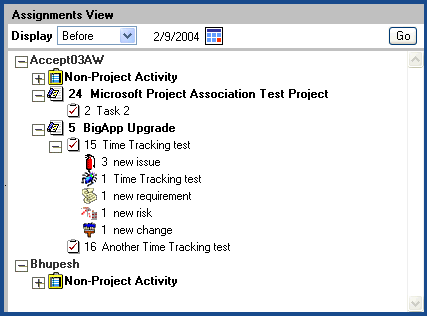 Assignments View
Display Before 2/9/2004 Go
Accept03AW
Non-Project Activity
24 Microsoft Project Association Test Project
2 Task 2
5 BigApp Upgrade
15 Time Tracking test
3 new issue
1 Time Tracking test
1 new requirement
1 new risk
1 new change
16 Another Time Tracking test
Bhupesh
Non-Project Activity